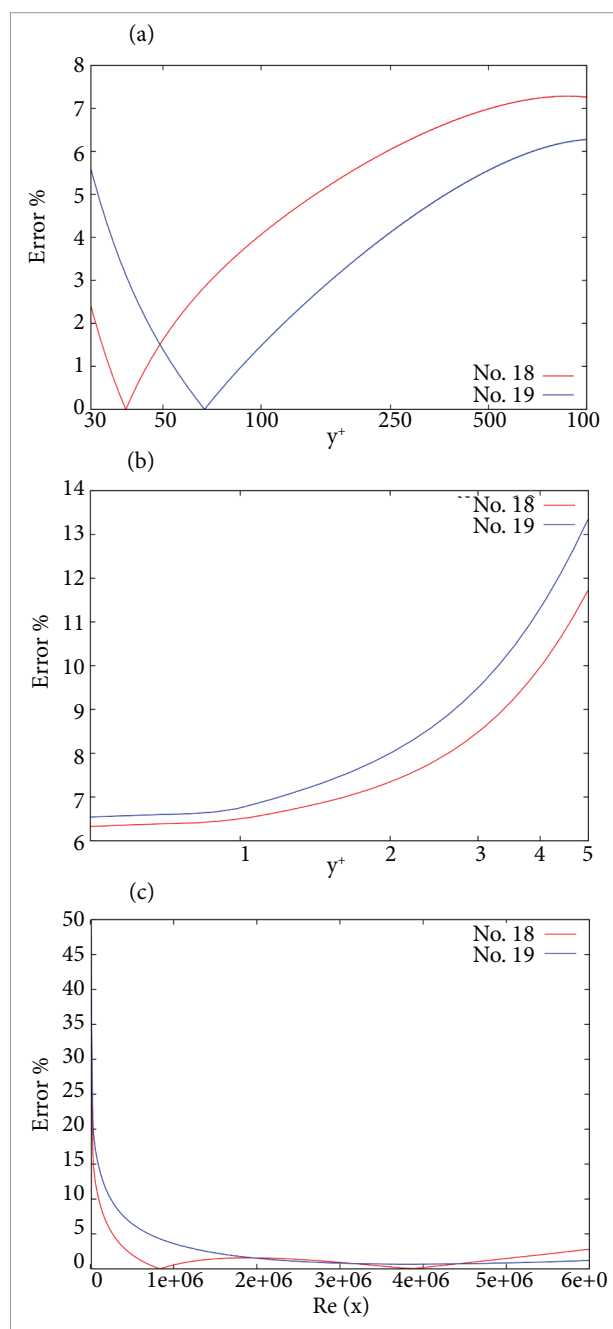 (a)
8
7
6
5
4
3
2
1
0
Error %
No. 18
No. 19
30 50 100 250 500 100
y+
(b)
14
13
12
11
10
9
8
7
6
Error %
No. 18
No. 19
1 2 3 4 5
y+
(c)
50
45
40
35
30
25
20
15
10
5
0
Error %
No. 18
No. 19
0 1e+06 2e+06 3e+06 4e+06 5e+06 6e+0
Re (x)